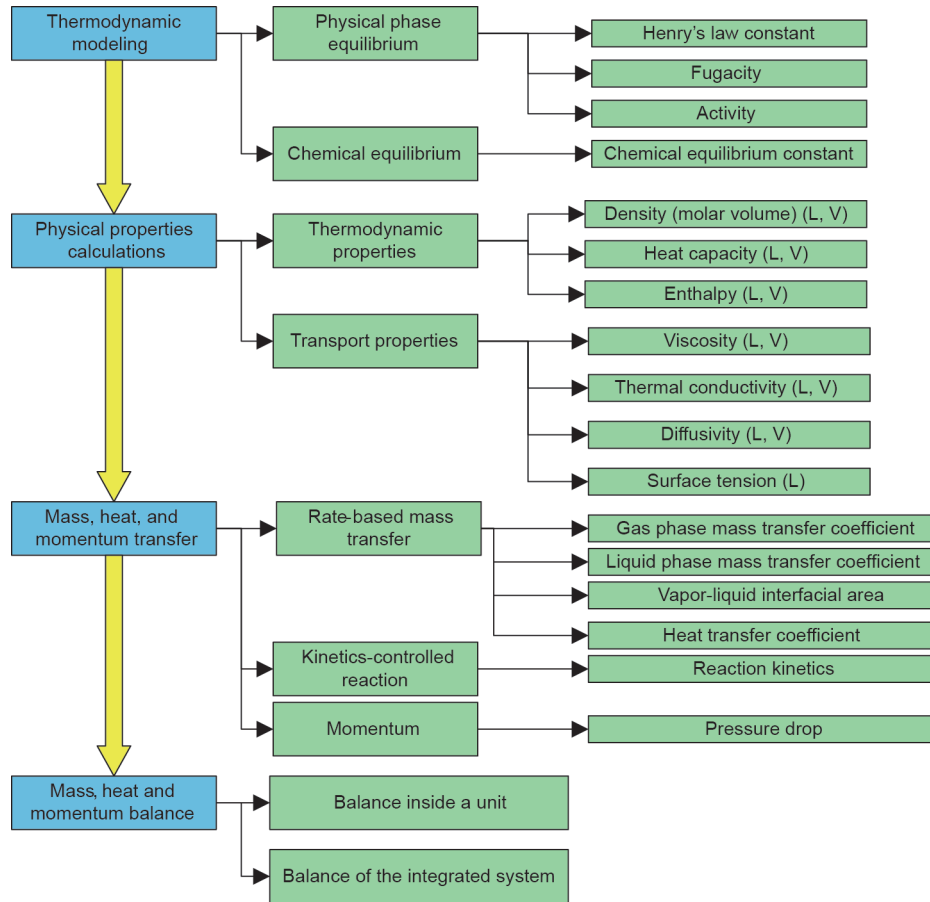 Thermodynamic
modeling
Physical phase
equilibrium
Henry's law constant
Fugacity
Activity
Chemical equilibrium
Chemical equilibrium constant
Physical properties
calculations
Thermodynamic
properties
Density (molar volume) (L, V)
Heat capacity (L, V)
Enthalpy (L, V)
Transport properties
Viscosity (L, V)
Thermal conductivity (L, V)
Diffusivity (L, V)
Surface tension (L)
Mass, heat, and
momentum transfer
Rate-based mass
transfer
Gas phase mass transfer coefficient
Liquid phase mass transfer coefficient
Vapor-liquid interfacial area
Heat transfer coefficient
Kinetics-controlled
reaction
Reaction kinetics
Momentum
Pressure drop
Mass, heat and
momentum balance
Balance inside a unit
Balance of the integrated system